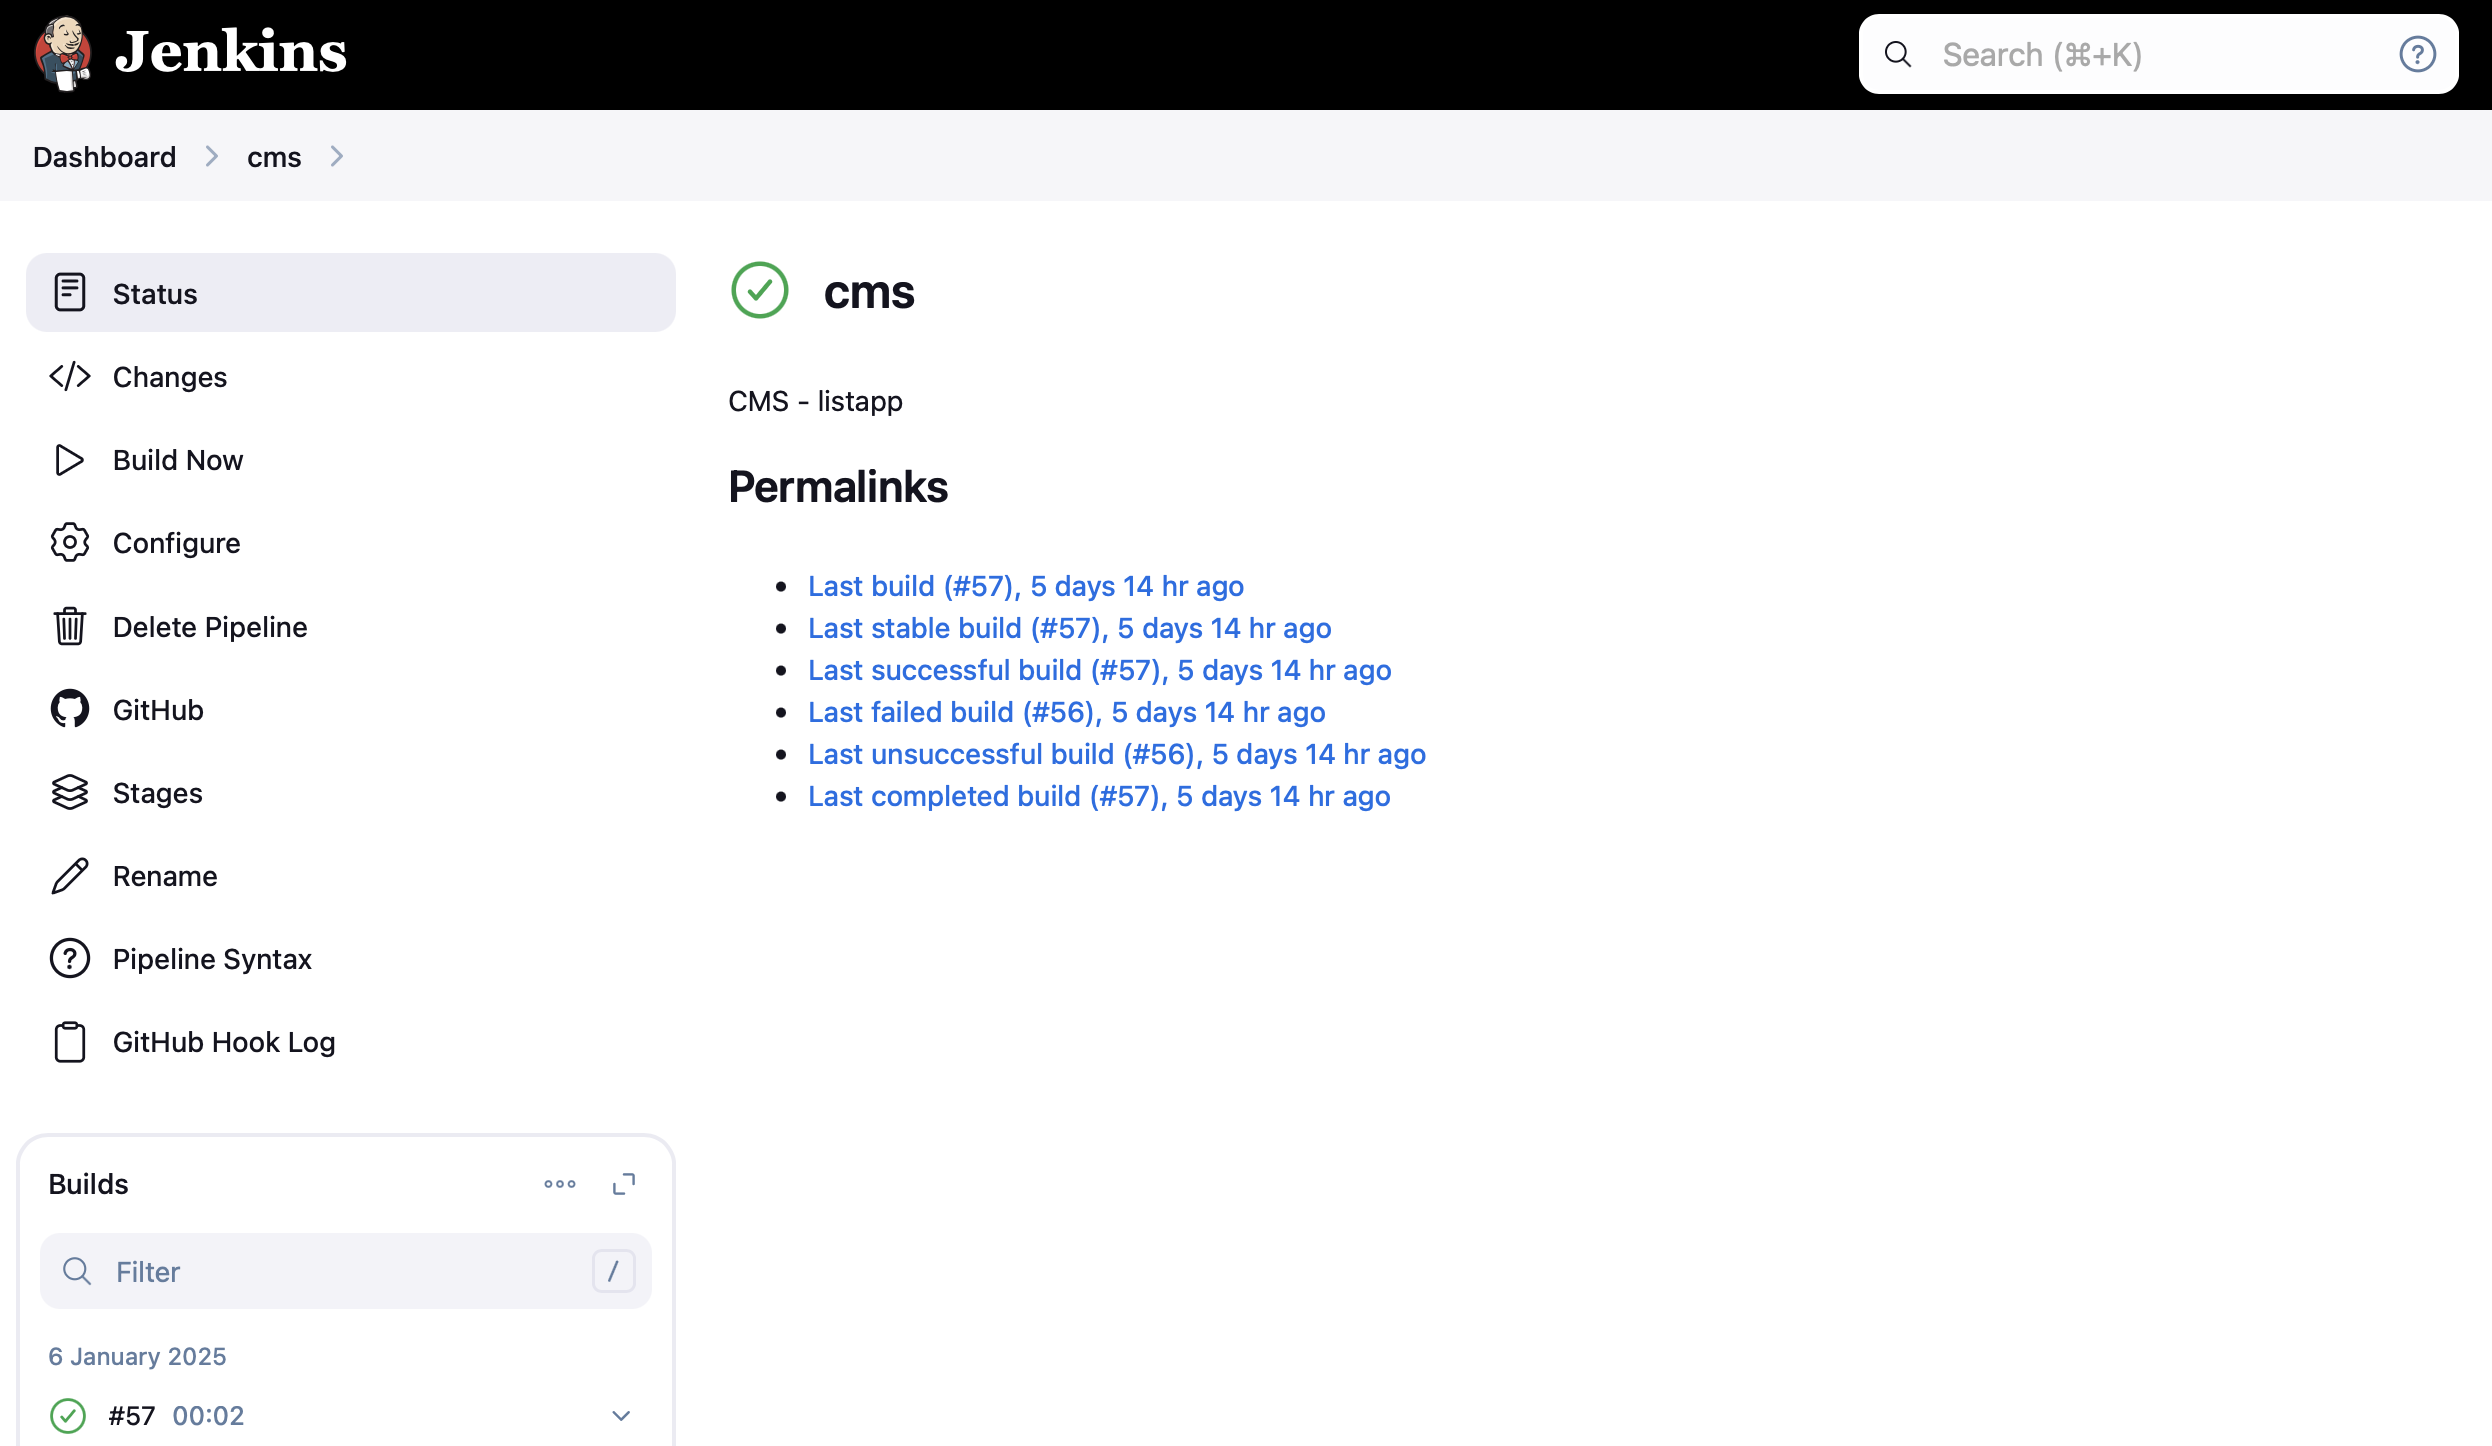 Jenkins
Search (⌘+K)
Dashboard
cms
Status
Changes
Build Now
Configure
Delete Pipeline
GitHub
Stages
Rename
Pipeline Syntax
GitHub Hook Log
Builds
Filter
/
6 January 2025
#57 00:02
cms
CMS - listapp
Permalinks
Last build (#57), 5 days 14 hr ago
Last stable build (#57), 5 days 14 hr ago
Last successful build (#57), 5 days 14 hr ago
Last failed build (#56), 5 days 14 hr ago
Last unsuccessful build (#56), 5 days 14 hr ago
Last completed build (#57), 5 days 14 hr ago